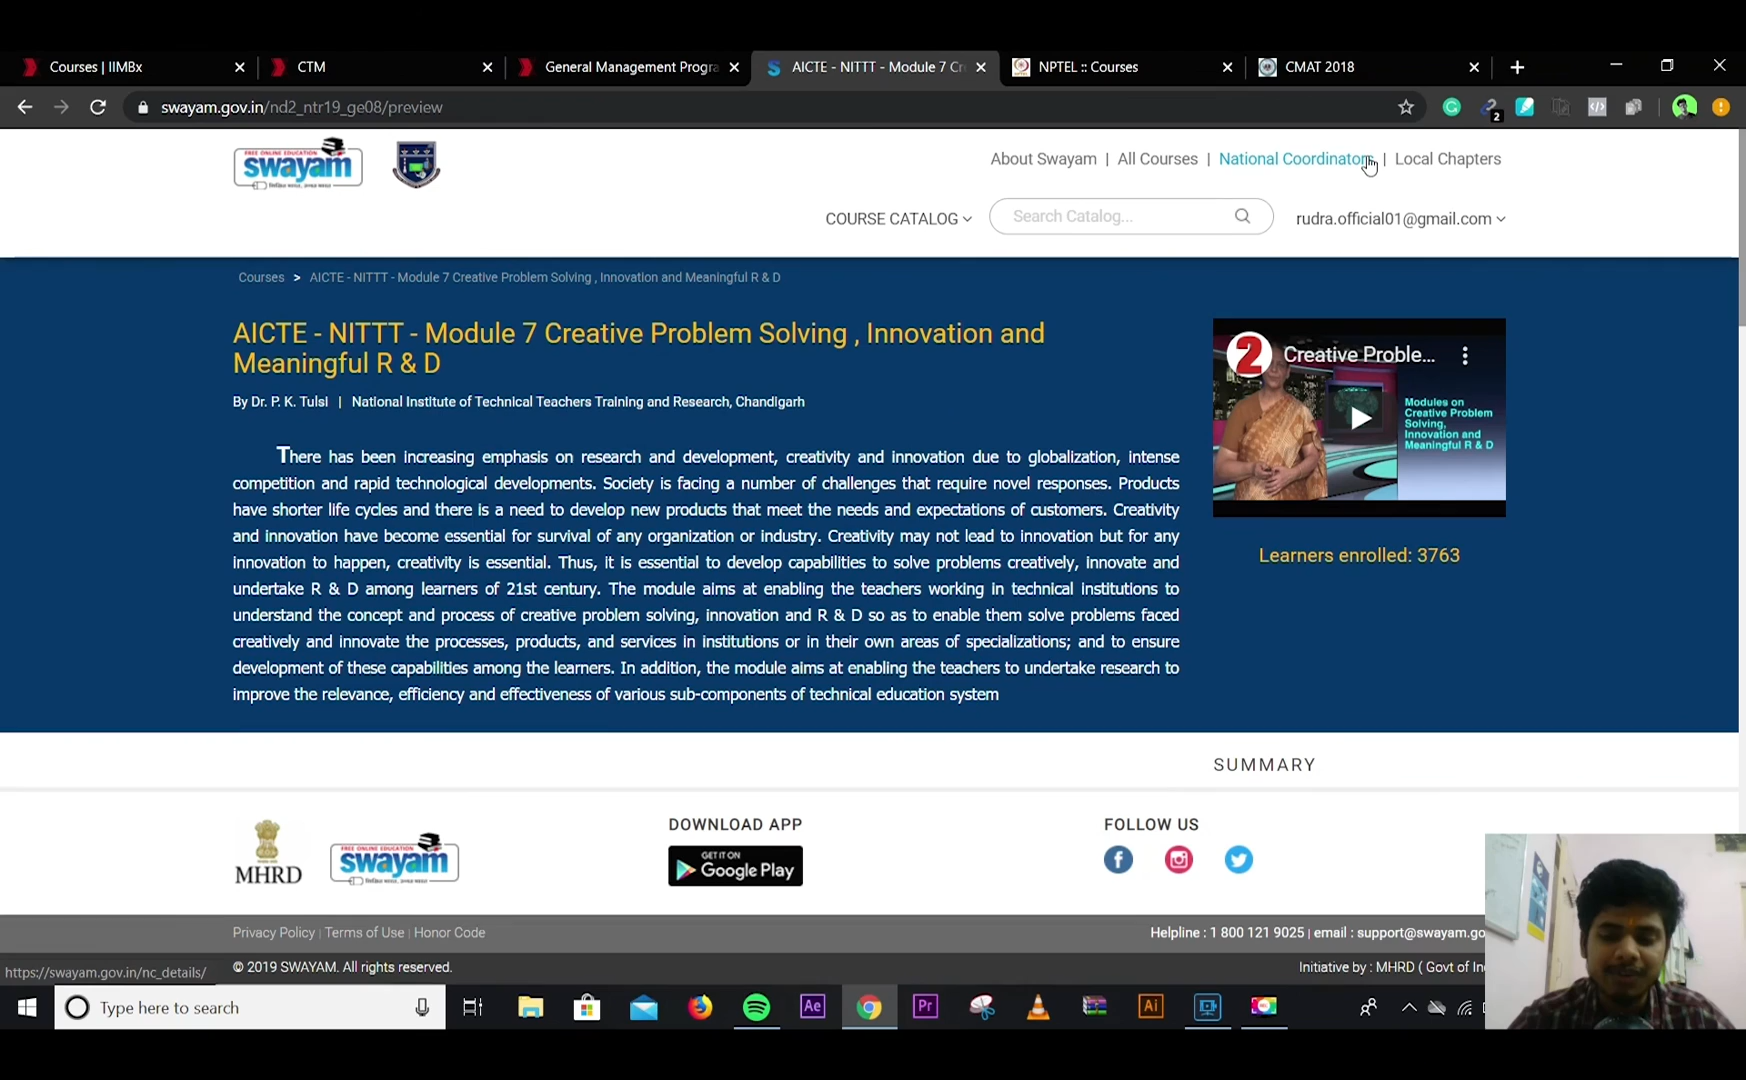 Courses | IIMBx
CTM
General Management Progra
AICTE - NITTT - Module 7 Cr
NPTEL :: Courses
CMAT 2018
swayam.gov.in/nd2_ntr19_ge08/preview
2
FREE ONLINE EDUCATION
swayam
About Swayam | All Courses | National Coordinators | Local Chapters
COURSE CATALOG
Search Catalog...
rudra.official01@gmail.com
Courses > AICTE - NITTT - Module 7 Creative Problem Solving , Innovation and Meaningful R & D
AICTE - NITTT - Module 7 Creative Problem Solving , Innovation and
Meaningful R & D
By Dr. P. K. Tulsi | National Institute of Technical Teachers Training and Research, Chandigarh
There has been increasing emphasis on research and development, creativity and innovation due to globalization, intense
competition and rapid technological developments. Society is facing a number of challenges that require novel responses. Products
have shorter life cycles and there is a need to develop new products that meet the needs and expectations of customers. Creativity
and innovation have become essential for survival of any organization or industry. Creativity may not lead to innovation but for any
innovation to happen, creativity is essential. Thus, it is essential to develop capabilities to solve problems creatively, innovate and
undertake R & D among learners of 21st century. The module aims at enabling the teachers working in technical institutions to
understand the concept and process of creative problem solving, innovation and R & D so as to enable them solve problems faced
creatively and innovate the processes, products, and services in institutions or in their own areas of specializations; and to ensure
development of these capabilities among the learners. In addition, the module aims at enabling the teachers to undertake research to
improve the relevance, efficiency and effectiveness of various sub-components of technical education system
2 Creative Proble...
Modules on
Creative Problem
Solving,
Innovation and
Meaningful R & D
Learners enrolled: 3763
SUMMARY
MHRD
FREE ONLINE EDUCATION
swayam
DOWNLOAD APP
GET IT ON
Google Play
FOLLOW US
Privacy Policy | Terms of Use | Honor Code
Helpline : 1 800 121 9025 | email : support@swayam.go
https://swayam.gov.in/nc_details/
© 2019 SWAYAM. All rights reserved.
Initiative by : MHRD ( Govt of In
Type here to search
Ae
Pr
Ai